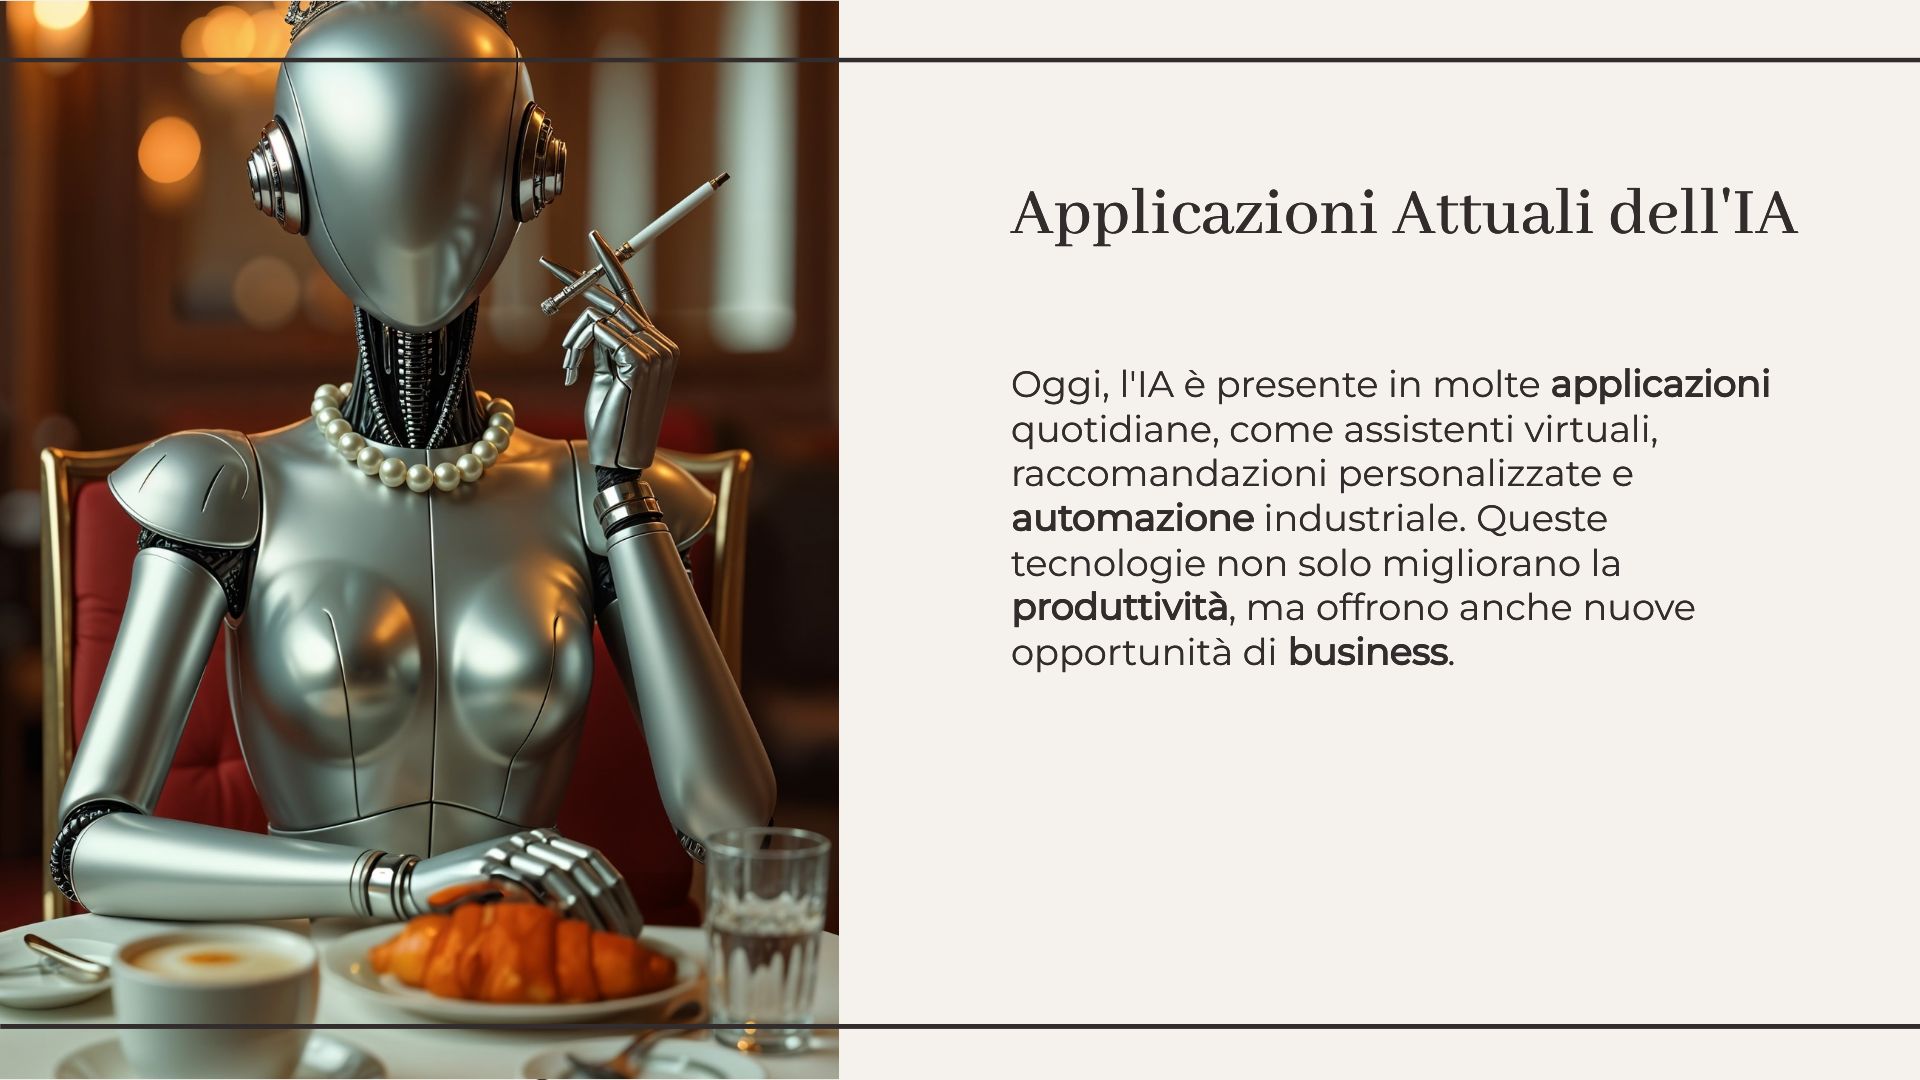 Applicazioni Attuali dell'IA
Oggi, l'IA è presente in molte applicazioni
quotidiane, come assistenti virtuali,
raccomandazioni personalizzate e
automazione industriale. Queste
tecnologie non solo migliorano la
produttività, ma offrono anche nuove
opportunità di business.